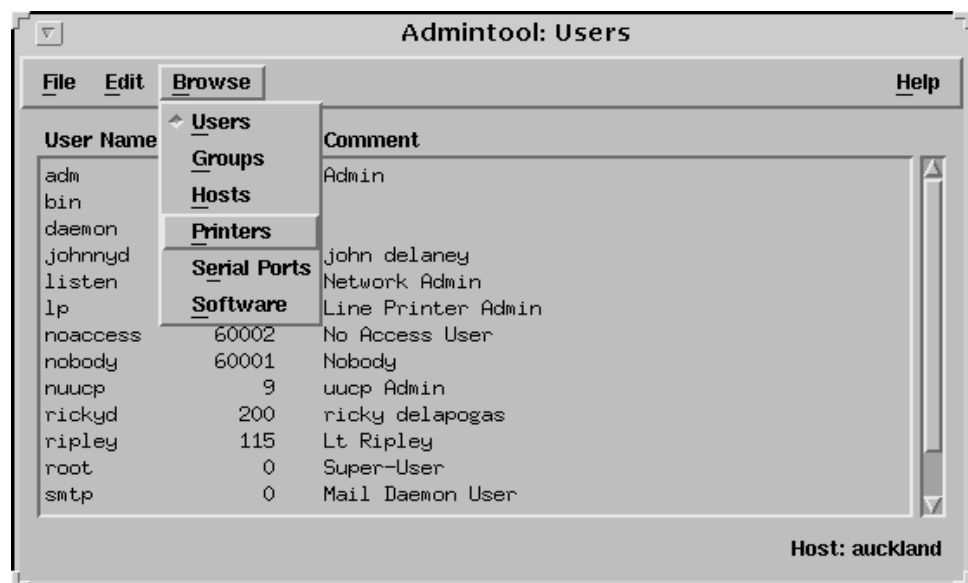 Admintool: Users
File Edit Browse Help
Users
Groups
Hosts
Printers
Serial Ports
Software
User Name Comment
adm Admin
bin
daemon
johnnyd john delaney
listen Network Admin
lp Line Printer Admin
noaccess 60002 No Access User
nobody 60001 Nobody
nuucp 9 uucp Admin
rickyd 200 ricky delapogas
ripley 115 Lt Ripley
root 0 Super-User
smtp 0 Mail Daemon User
Host: auckland